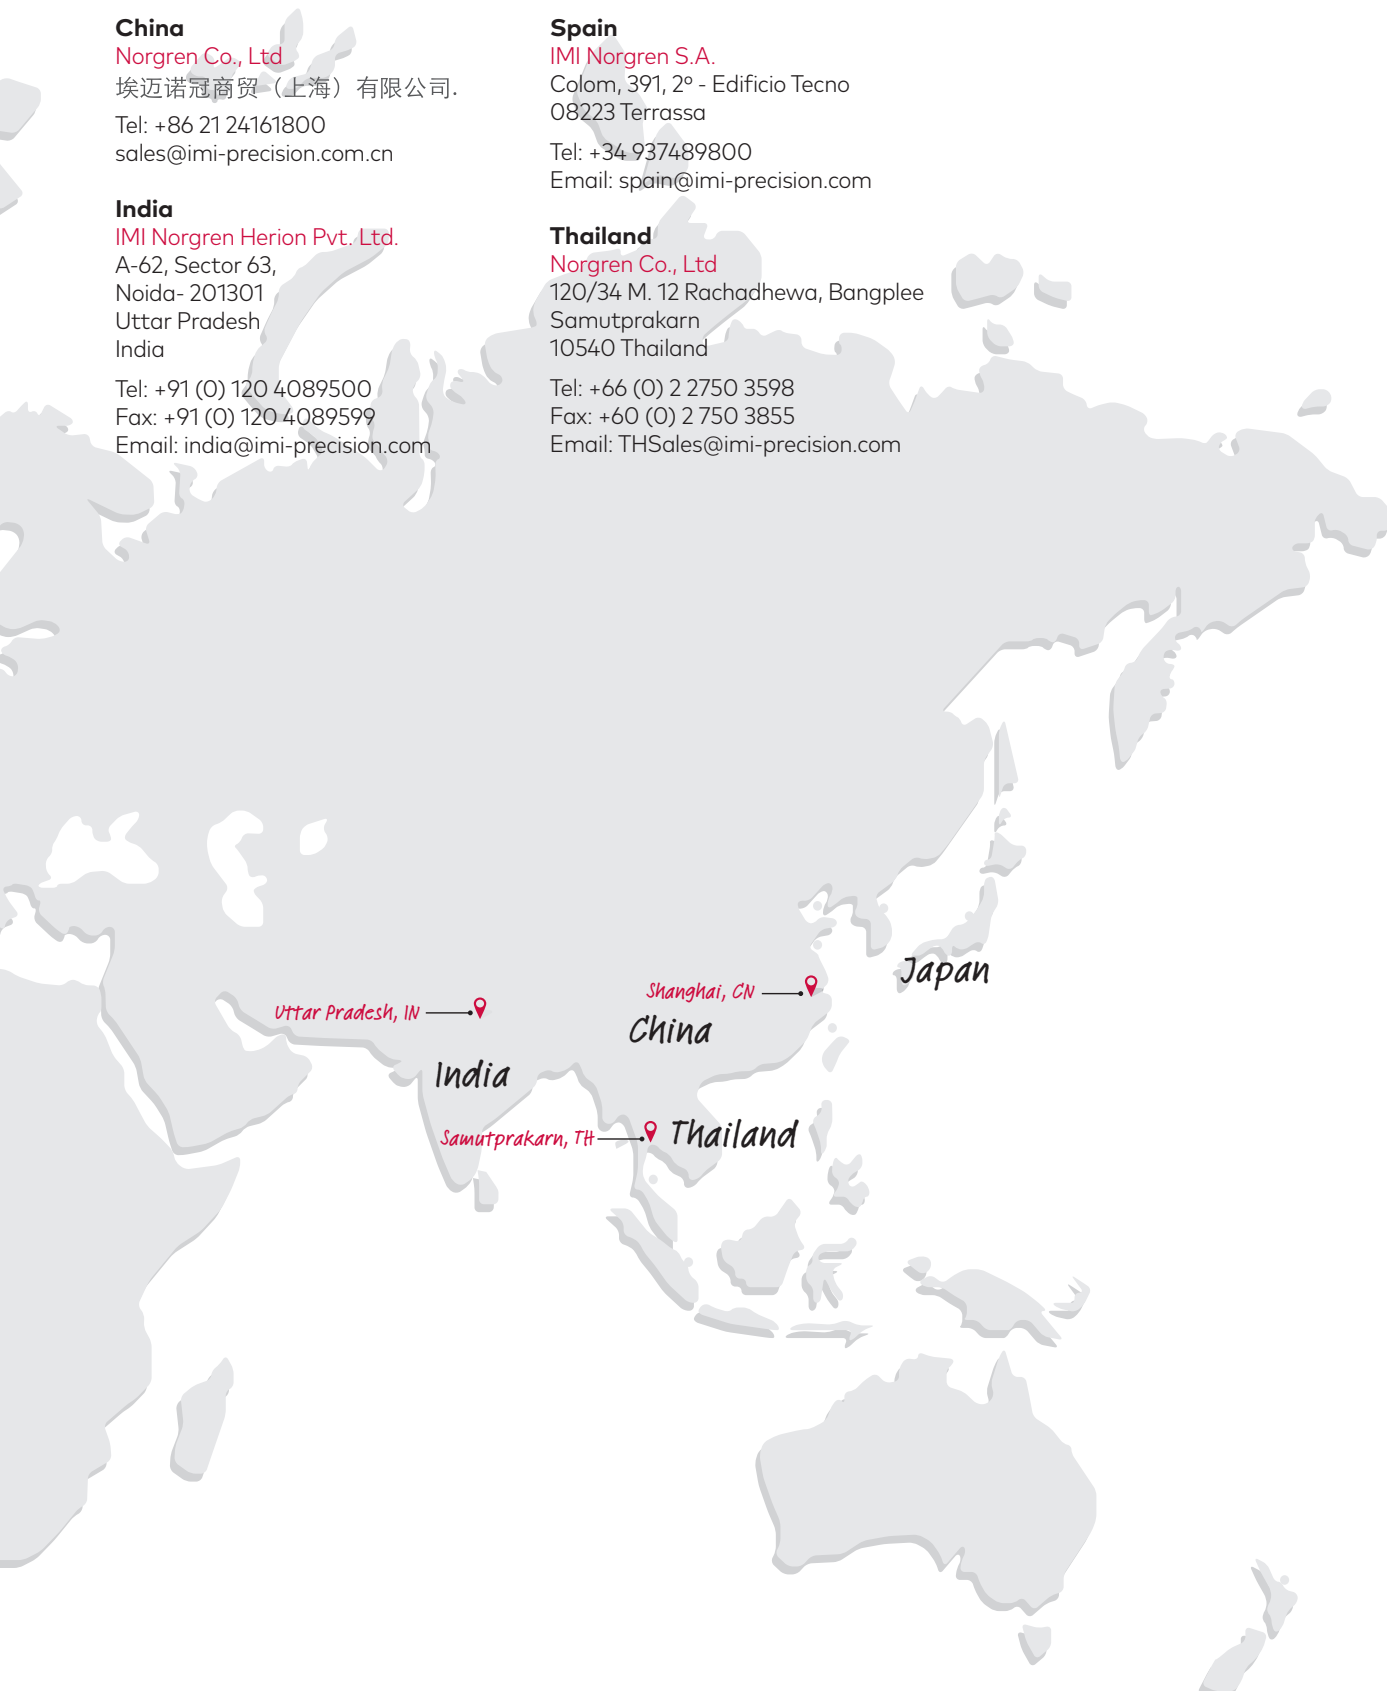 China
Norgren Co., Ltd
埃迈诺冠商贸（上海）有限公司.
Tel: +86 21 24161800
sales@imi-precision.com.cn
India
IMI Norgren Herion Pvt. Ltd.
A-62, Sector 63,
Noida- 201301
Uttar Pradesh
India
Tel: +91 (0) 120 4089500
Fax: +91 (0) 120 4089599
Email: india@imi-precision.com
Spain
IMI Norgren S.A.
Colom, 391, 2º - Edificio Tecno
08223 Terrassa
Tel: +34 937489800
Email: spain@imi-precision.com
Thailand
Norgren Co., Ltd
120/34 M. 12 Rachadhewa, Bangplee
Samutprakarn
10540 Thailand
Tel: +66 (0) 2 2750 3598
Fax: +60 (0) 2 750 3855
Email: THSales@imi-precision.com
Japan
Shanghai, CN
Uttar Pradesh, IN
China
India
Samutprakarn, TH
Thailand